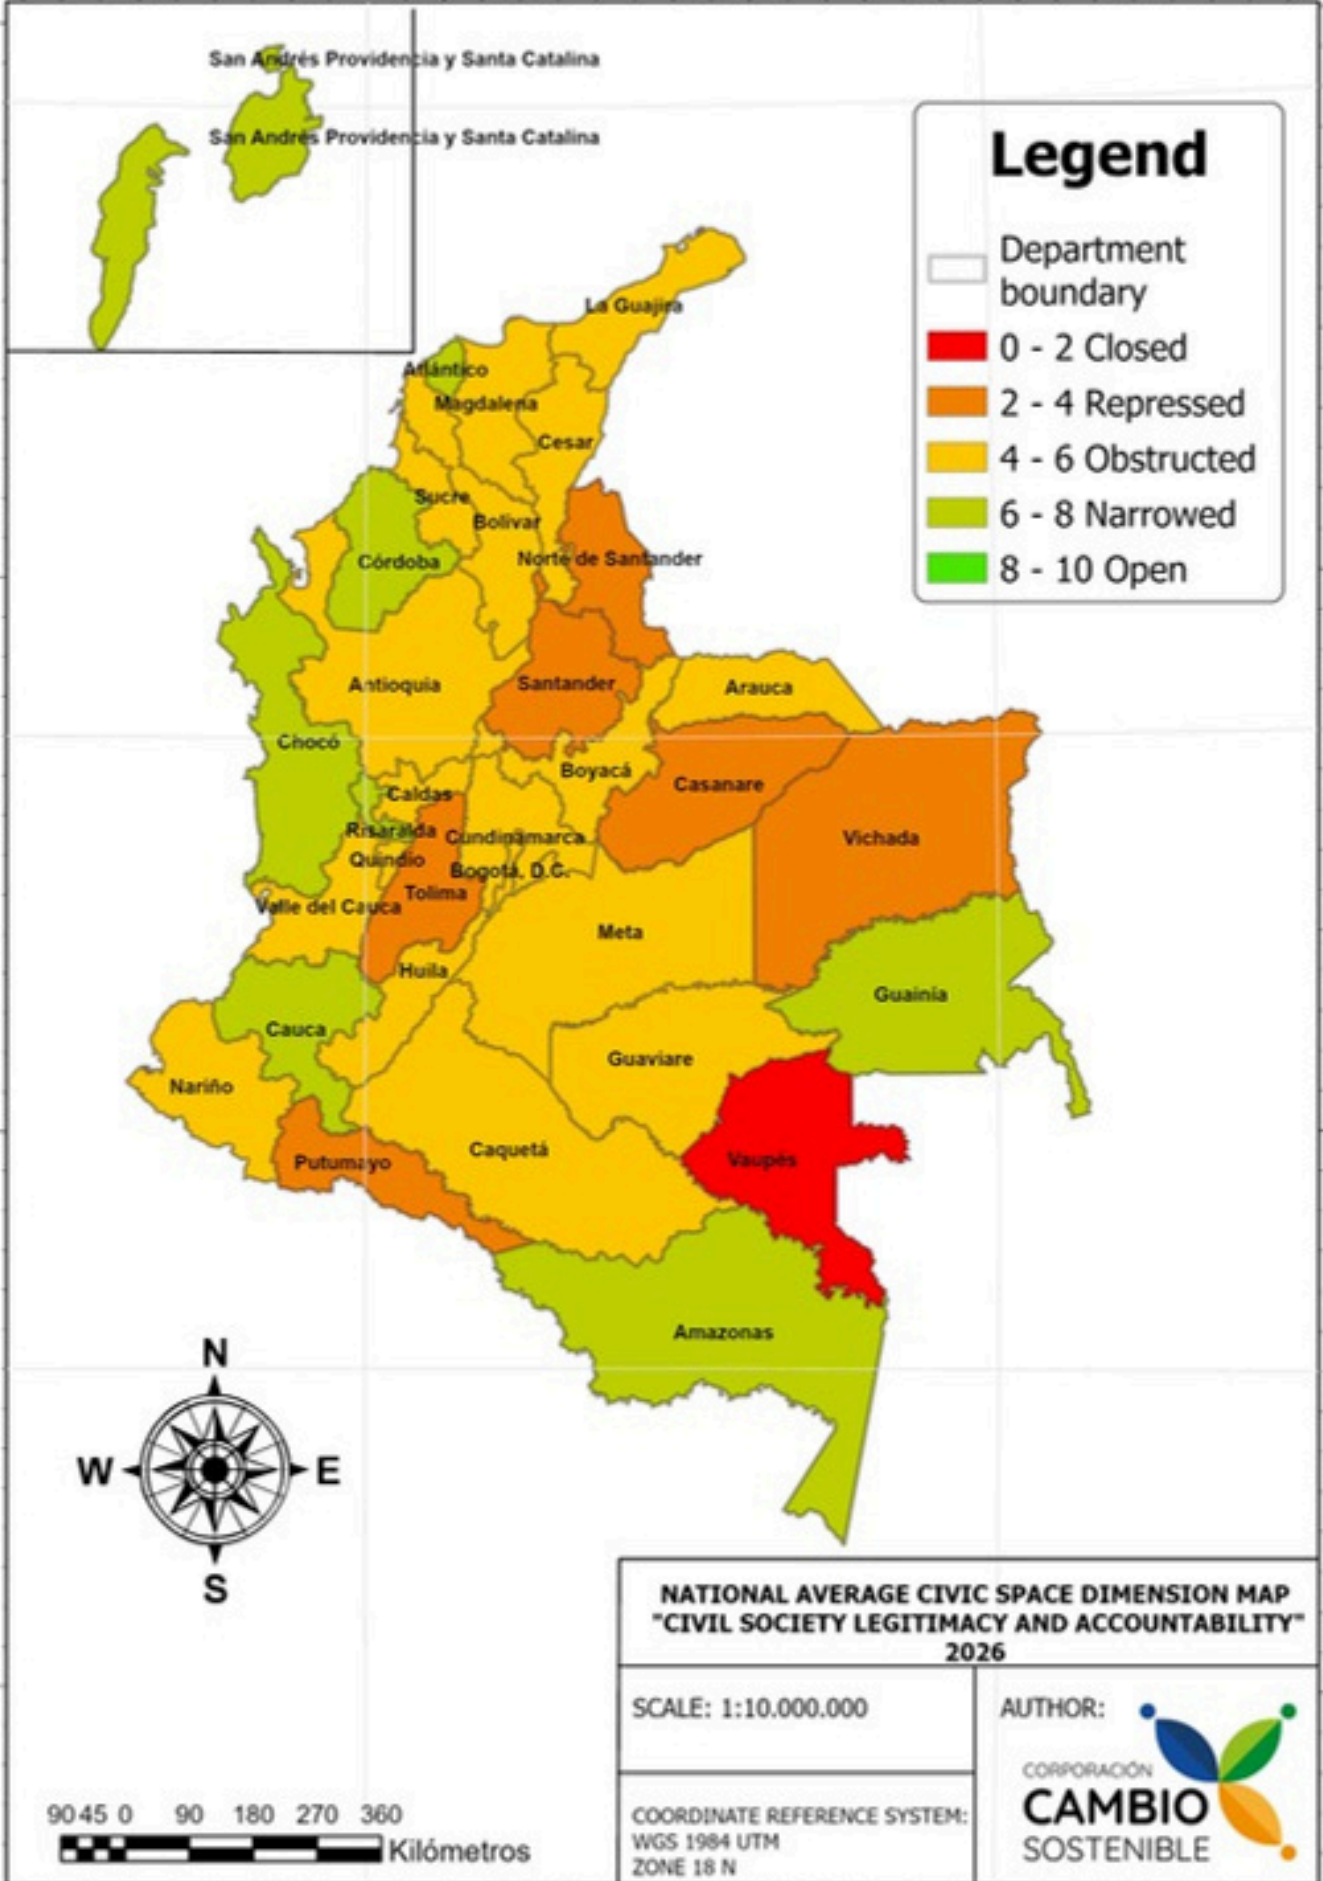 San Andrés Providencia y Santa Catalina
San Andrés Providencia y Santa Catalina
Legend
Department
boundary
0 - 2 Closed
2 - 4 Repressed
4 - 6 Obstructed
6 - 8 Narrowed
8 - 10 Open
La Guajira
Atlántico
Magdalena
Cesar
Sucre
Bolívar
Córdoba
Norte de Santander
Antioquia
Santander
Arauca
Chocó
Boyacá
Casanare
Caldas
Risaralda
Cundinamarca
Vichada
Quindío
Bogotá, D.C.
Tolima
Valle del Cauca
Meta
Huila
Guainía
Cauca
Guaviare
Nariño
Caquetá
Putumayo
Vaupés
Amazonas
N
W
E
S
NATIONAL AVERAGE CIVIC SPACE DIMENSION MAP
"CIVIL SOCIETY LEGITIMACY AND ACCOUNTABILITY"
2026
SCALE: 1:10.000.000
AUTHOR:
CORPORACIÓN
CAMBIO
SOSTENIBLE
COORDINATE REFERENCE SYSTEM:
WGS 1984 UTM
ZONE 18 N
90 45 0 90 180 270 360
Kilómetros